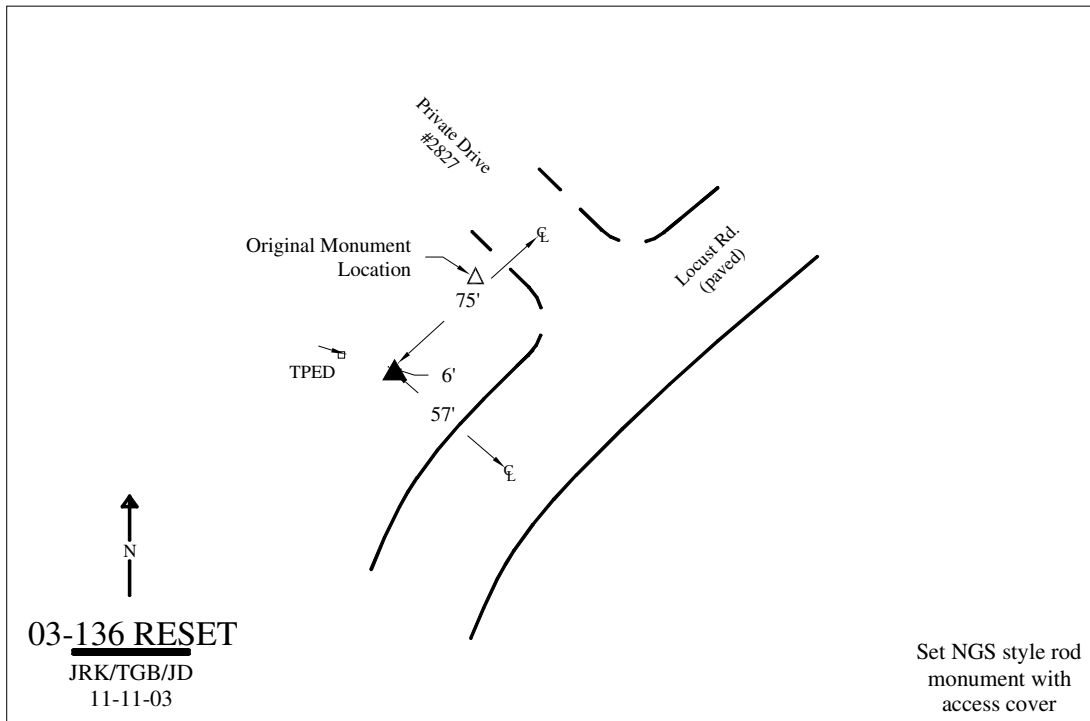 Private Drive
#2827
Original Monument
Location
℄
75'
Locust Rd.
(paved)
TPED
6'
57'
℄
N
03-136 RESET
JRK/TGB/JD
11-11-03
Set NGS style rod
monument with
access cover